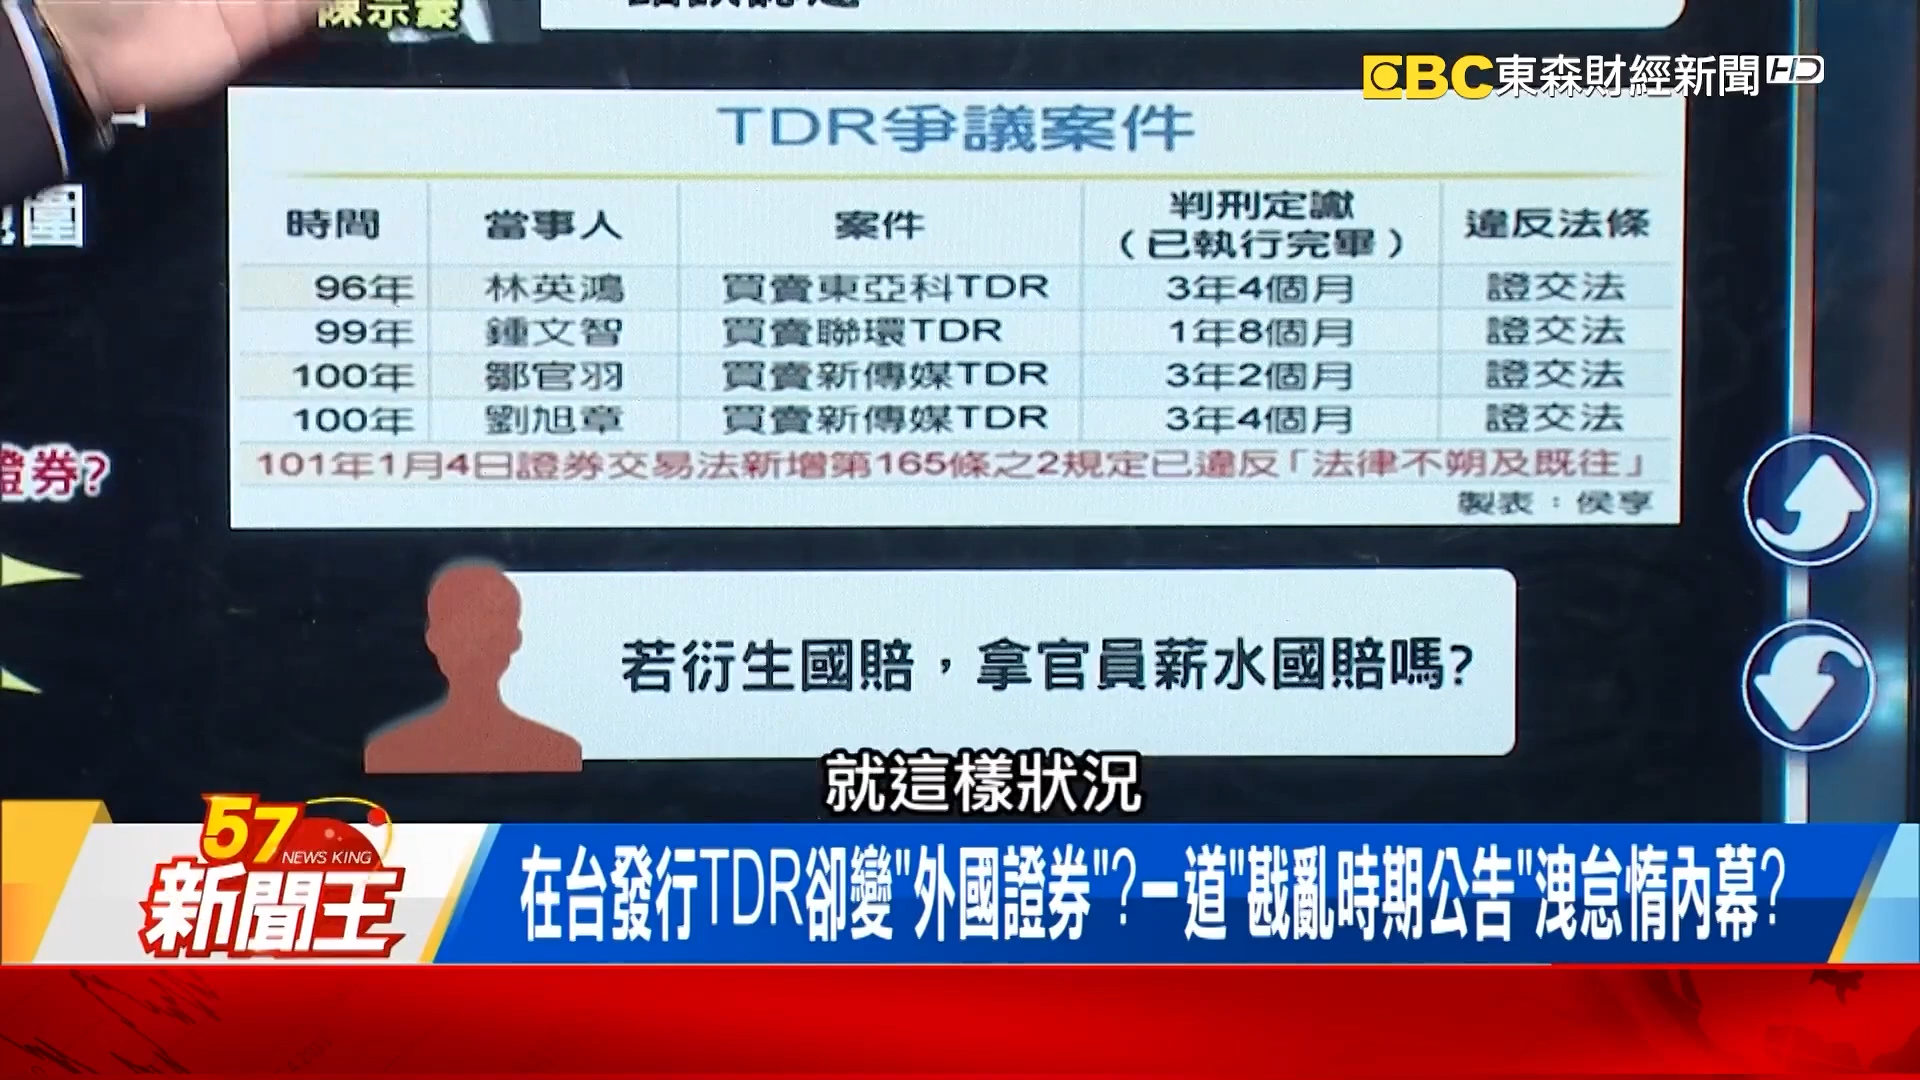 陳宗豪
EBC東森財經新聞HD
TDR爭議案件
時間 當事人 案件 判刑定讞(已執行完畢) 違反法條
96年 林英鴻 買賣東亞科TDR 3年4個月 證交法
99年 鍾文智 買賣聯環TDR 1年8個月 證交法
100年 鄒官羽 買賣新傳媒TDR 3年2個月 證交法
100年 劉旭章 買賣新傳媒TDR 3年4個月 證交法
101年1月4日證券交易法新增第165條之2規定已違反「法律不朔及既往」
製表：侯享
證券?
若衍生國賠，拿官員薪水國賠嗎?
就這樣狀況
57
NEWS KING
新聞王
在台發行TDR卻變"外國證券"?一道"戡亂時期公告"洩怠惰內幕?